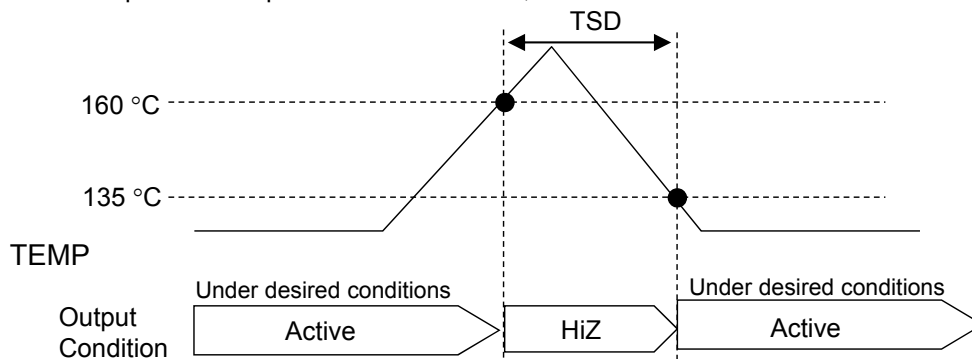 TSD
160 °C
135 °C
TEMP
Under desired conditions
Under desired conditions
Output
Condition
Active
HiZ
Active